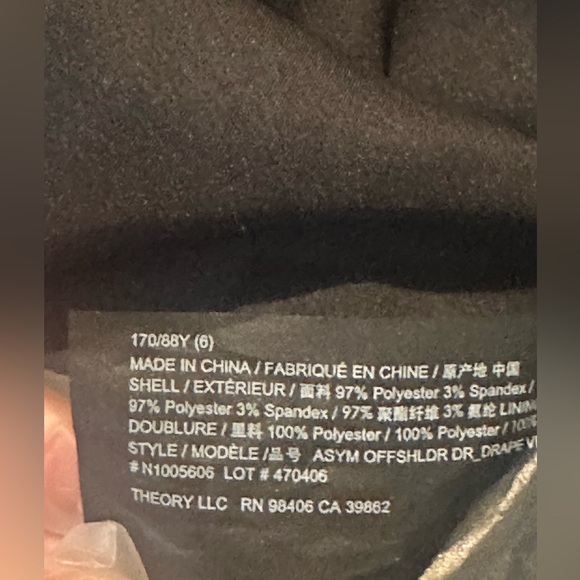 170/88Y (6)
MADE IN CHINA / FABRIQUÉ EN CHINE / 原产地 中国
SHELL / EXTÉRIEUR / 面料 97% Polyester 3% Spandex /
97% Polyester 3% Spandex / 97% 聚酯纤维 3% 氨纶 LININ
DOUBLURE / 里料 100% Polyester / 100% Polyester / 100%
STYLE / MODÈLE /品号 ASYM OFFSHLDR DR_DRAPE
# N1005606 LOT # 470406
THEORY LLC RN 98406 CA 39862